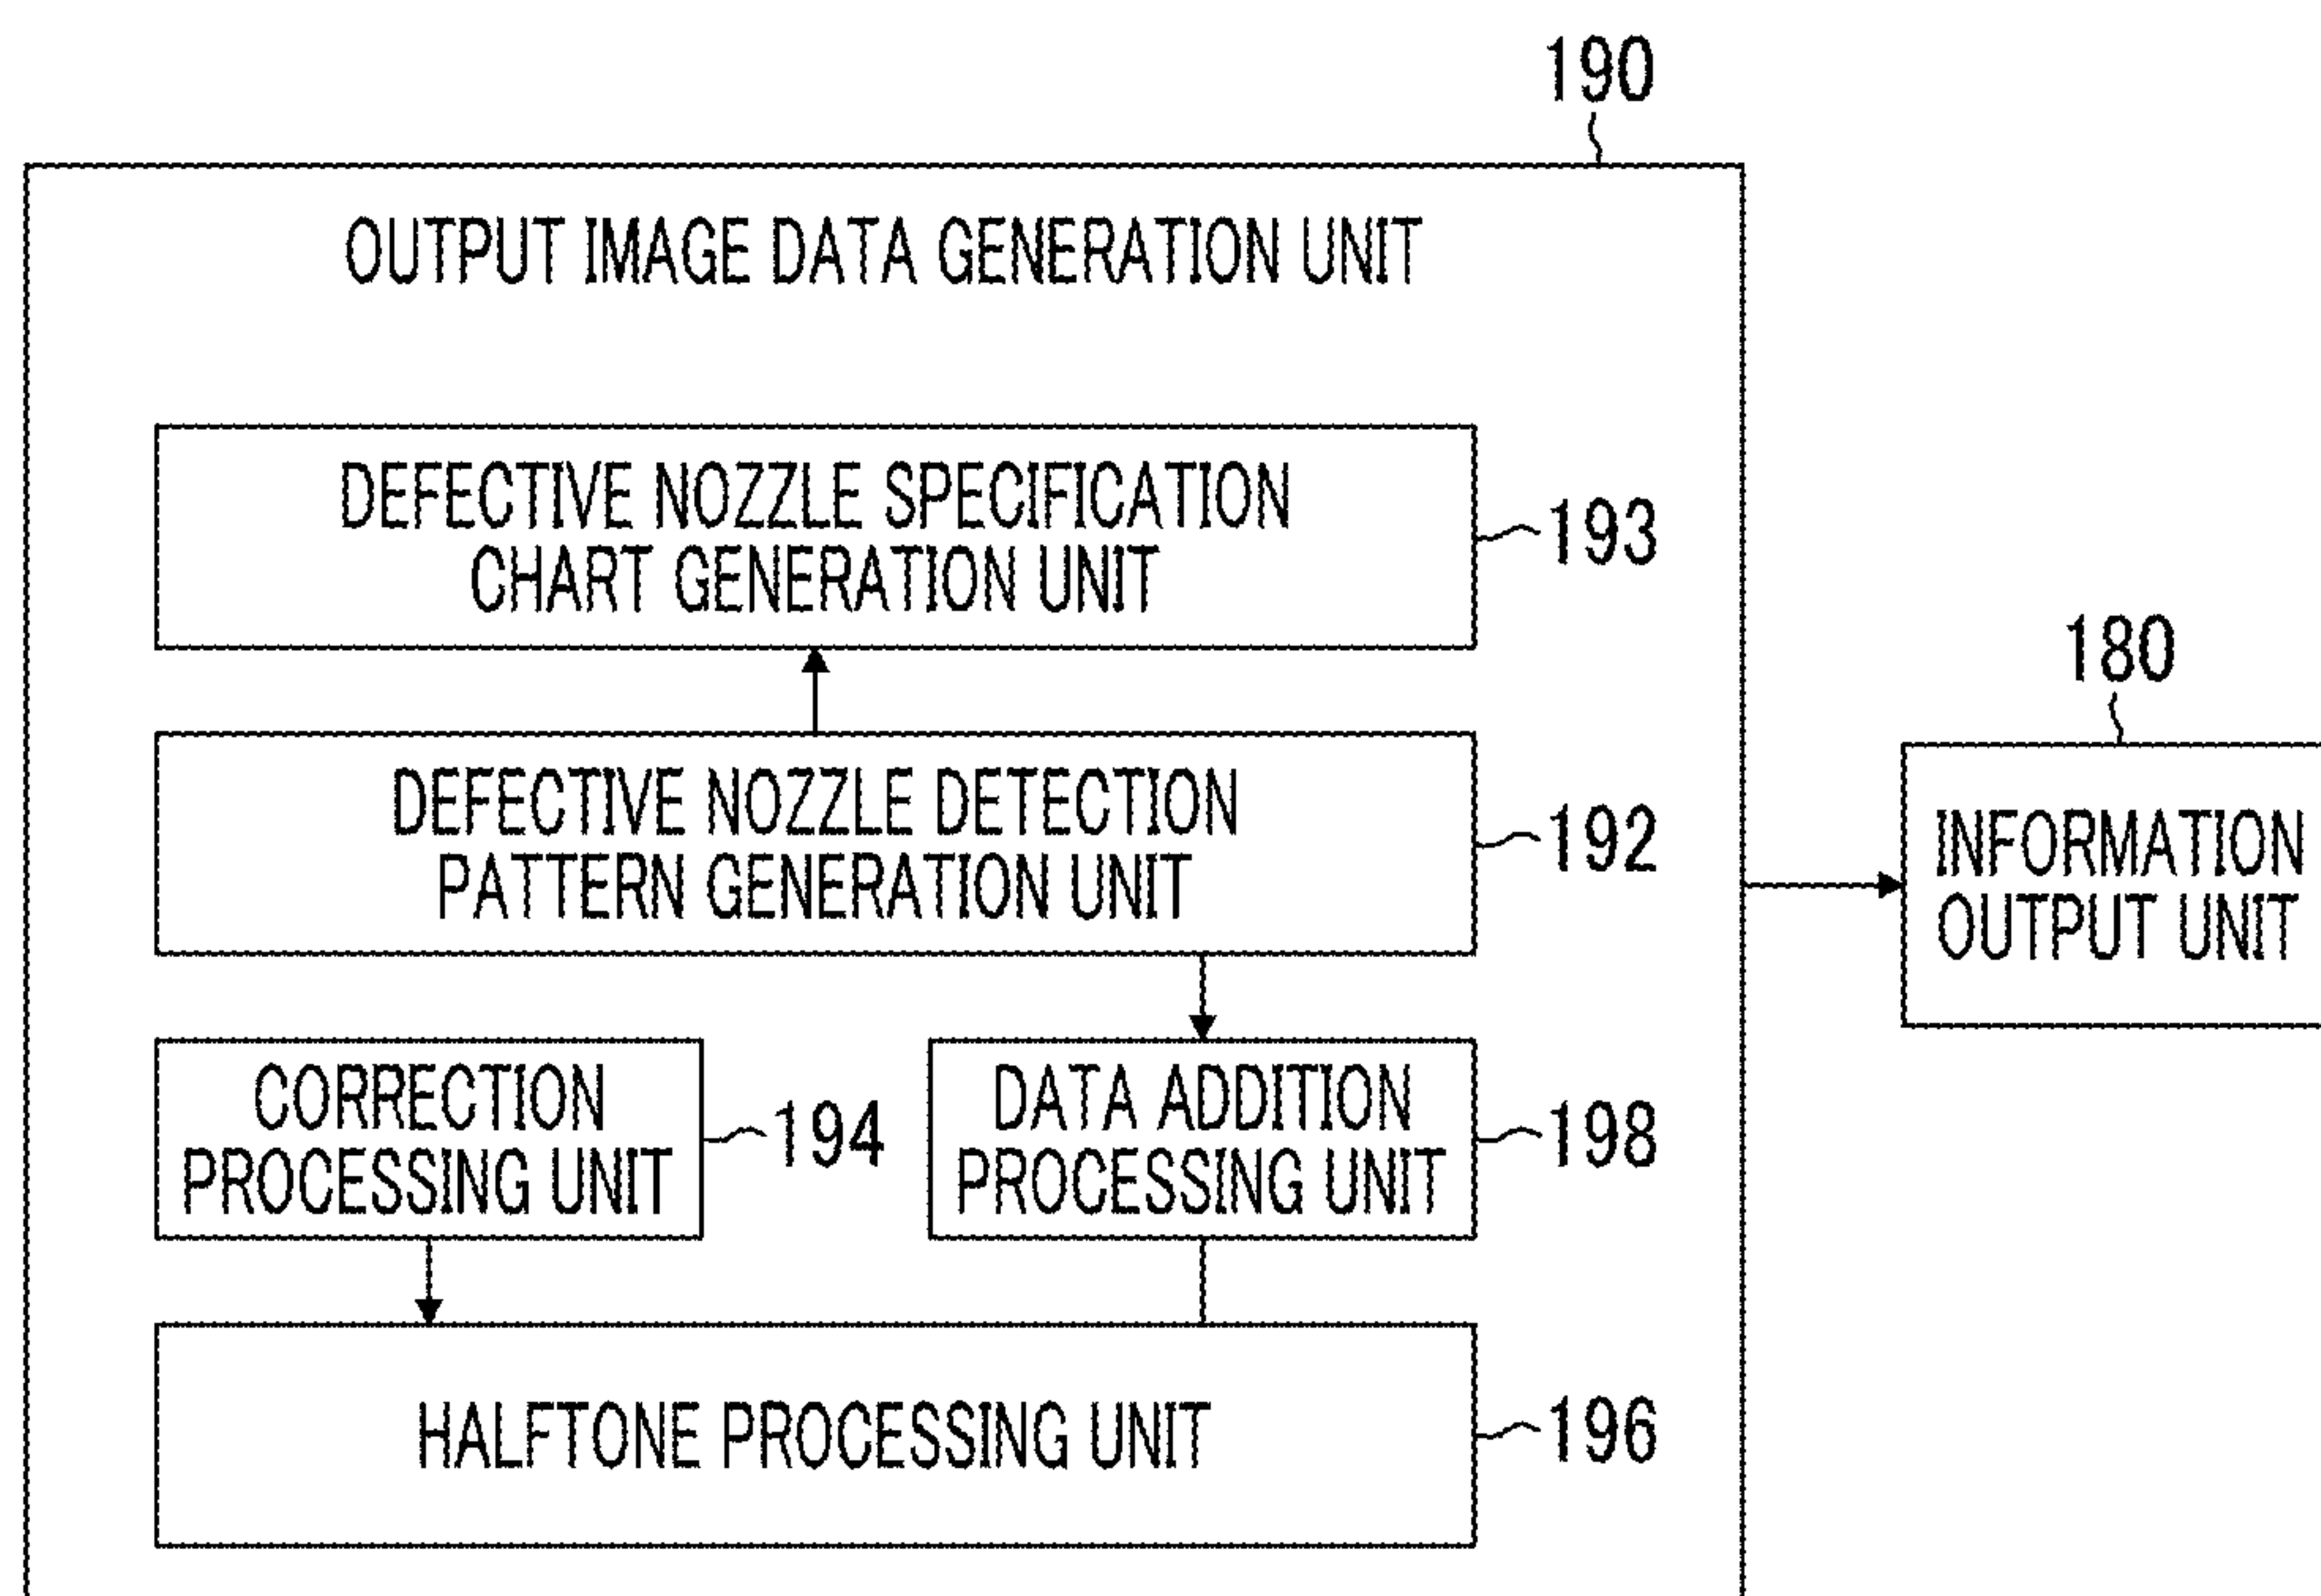 190
OUTPUT IMAGE DATA GENERATION UNIT
DEFECTIVE NOZZLE SPECIFICATION
CHART GENERATION UNIT
193
180
DEFECTIVE NOZZLE DETECTION
PATTERN GENERATION UNIT
192
INFORMATION
OUTPUT UNIT
CORRECTION
PROCESSING UNIT
194
DATA ADDITION
PROCESSING UNIT
198
HALFTONE PROCESSING UNIT
196